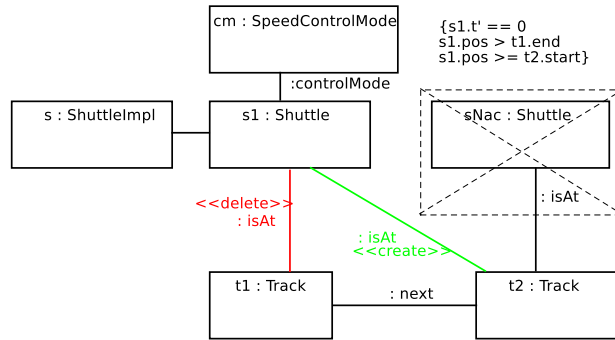 cm : SpeedControlMode
{s1.t' == 0
s1.pos > t1.end
s1.pos >= t2.start}
:controlMode
s : ShuttleImpl
s1 : Shuttle
sNac : Shuttle
<<delete>>
: isAt
: isAt
: isAt
<<create>>
t1 : Track
: next
t2 : Track